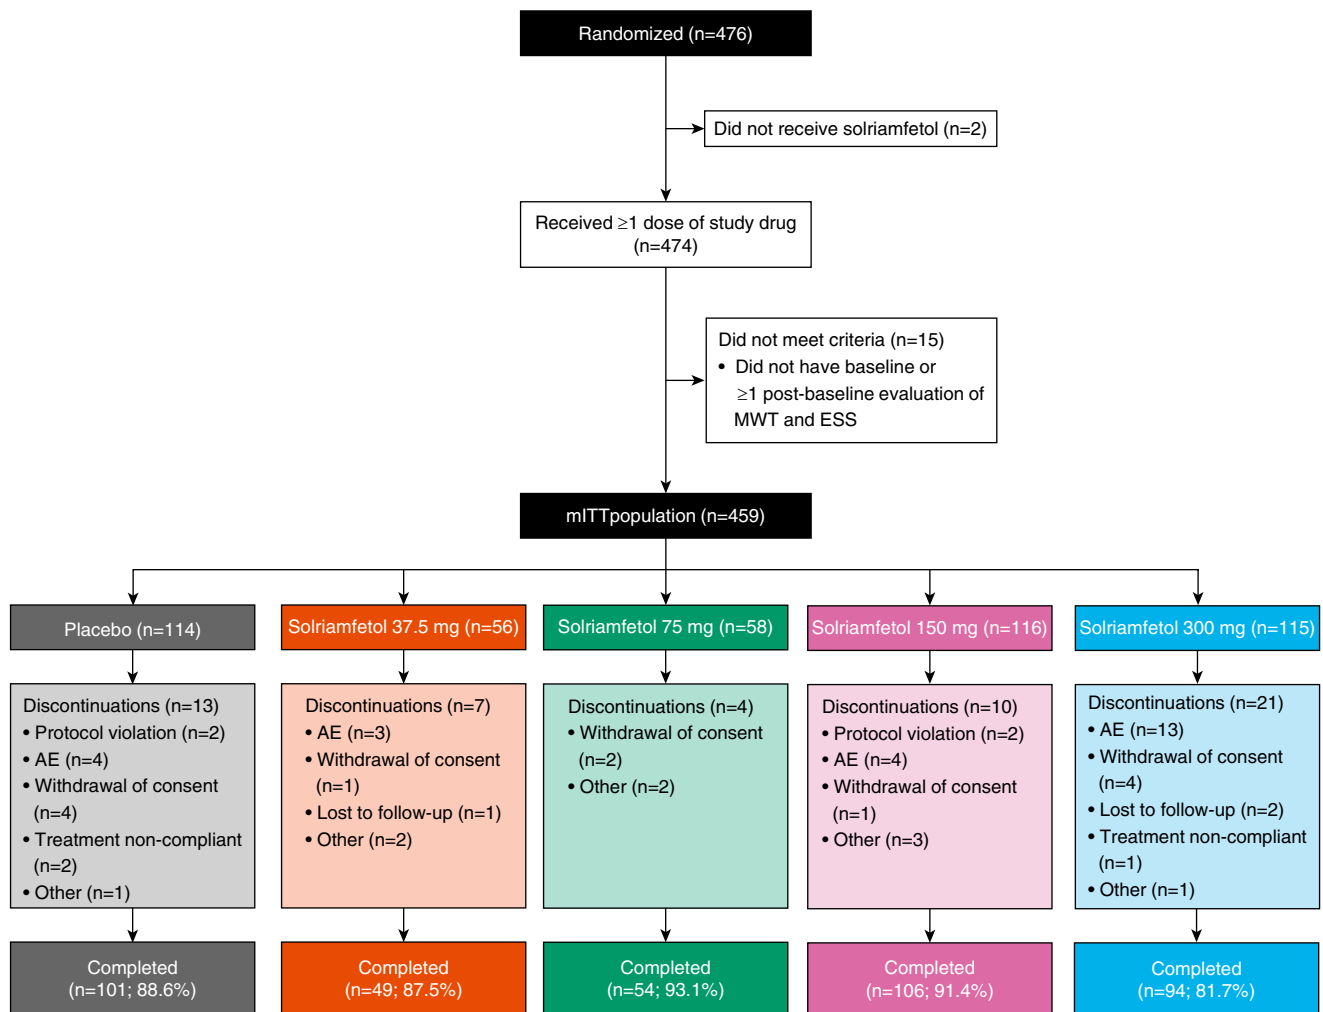 Randomized (n=476)
Did not receive solriamfetol (n=2)
Received ≥1 dose of study drug
(n=474)
Did not meet criteria (n=15)
• Did not have baseline or
≥1 post-baseline evaluation of
MWT and ESS
mITTpopulation (n=459)
Placebo (n=114)
Discontinuations (n=13)
• Protocol violation (n=2)
• AE (n=4)
• Withdrawal of consent
(n=4)
• Treatment non-compliant
(n=2)
• Other (n=1)
Completed
(n=101; 88.6%)
Solriamfetol 37.5 mg (n=56)
Discontinuations (n=7)
• AE (n=3)
• Withdrawal of consent
(n=1)
• Lost to follow-up (n=1)
• Other (n=2)
Completed
(n=49; 87.5%)
Solriamfetol 75 mg (n=58)
Discontinuations (n=4)
• Withdrawal of consent
(n=2)
• Other (n=2)
Completed
(n=54; 93.1%)
Solriamfetol 150 mg (n=116)
Discontinuations (n=10)
• Protocol violation (n=2)
• AE (n=4)
• Withdrawal of consent
(n=1)
• Other (n=3)
Completed
(n=106; 91.4%)
Solriamfetol 300 mg (n=115)
Discontinuations (n=21)
• AE (n=13)
• Withdrawal of consent
(n=4)
• Lost to follow-up (n=2)
• Treatment non-compliant
(n=1)
• Other (n=1)
Completed
(n=94; 81.7%)